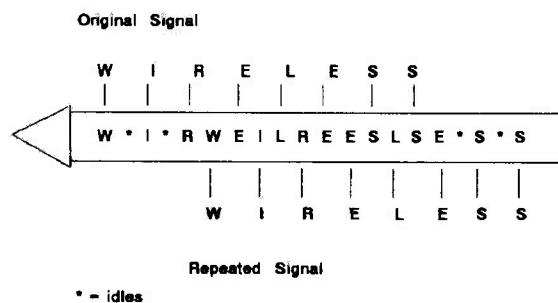 Original Signal
W I R E L E S S
W * I * R W E I L R E E S L S E * S * S
W I R E L E S S
Repeated Signal
* = idles